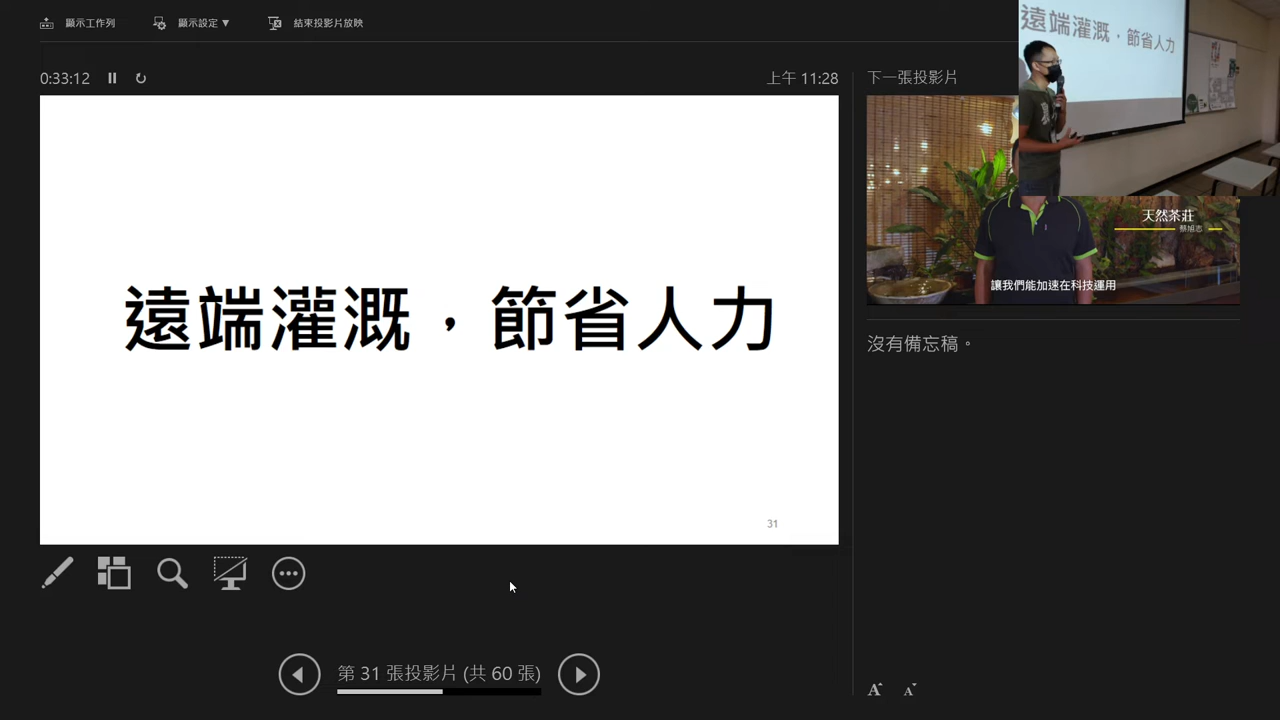 顯示工作列
顯示設定 ▼
結束投影片放映
0:33:12
上午 11:28
遠端灌溉，節省人力
31
第 31 張投影片 (共 60 張)
下一張投影片
天然茶莊
蔡旭志
讓我們能加速在科技運用
沒有備忘稿。
A A
遠端灌溉，節省人力